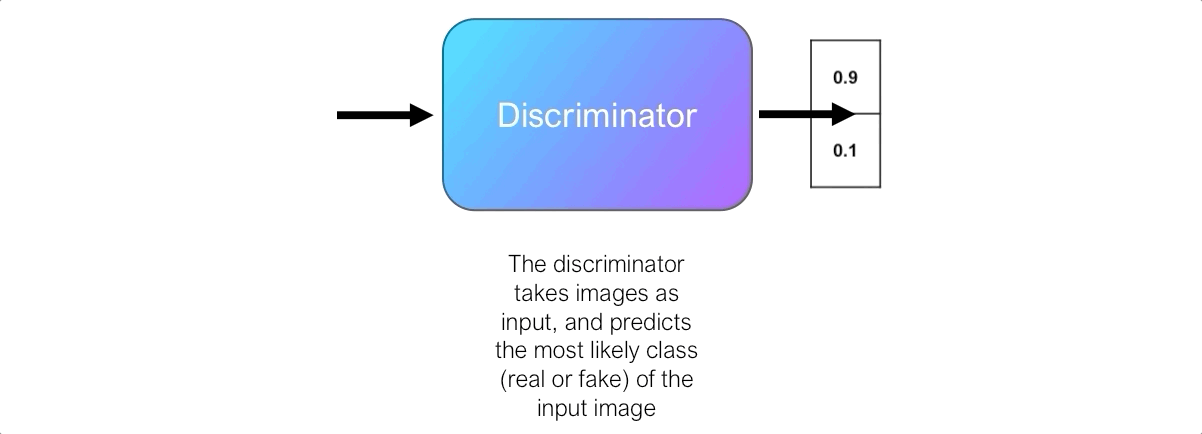 Discriminator
0.9
0.1
The discriminator
takes images as
input, and predicts
the most likely class
(real or fake) of the
input image